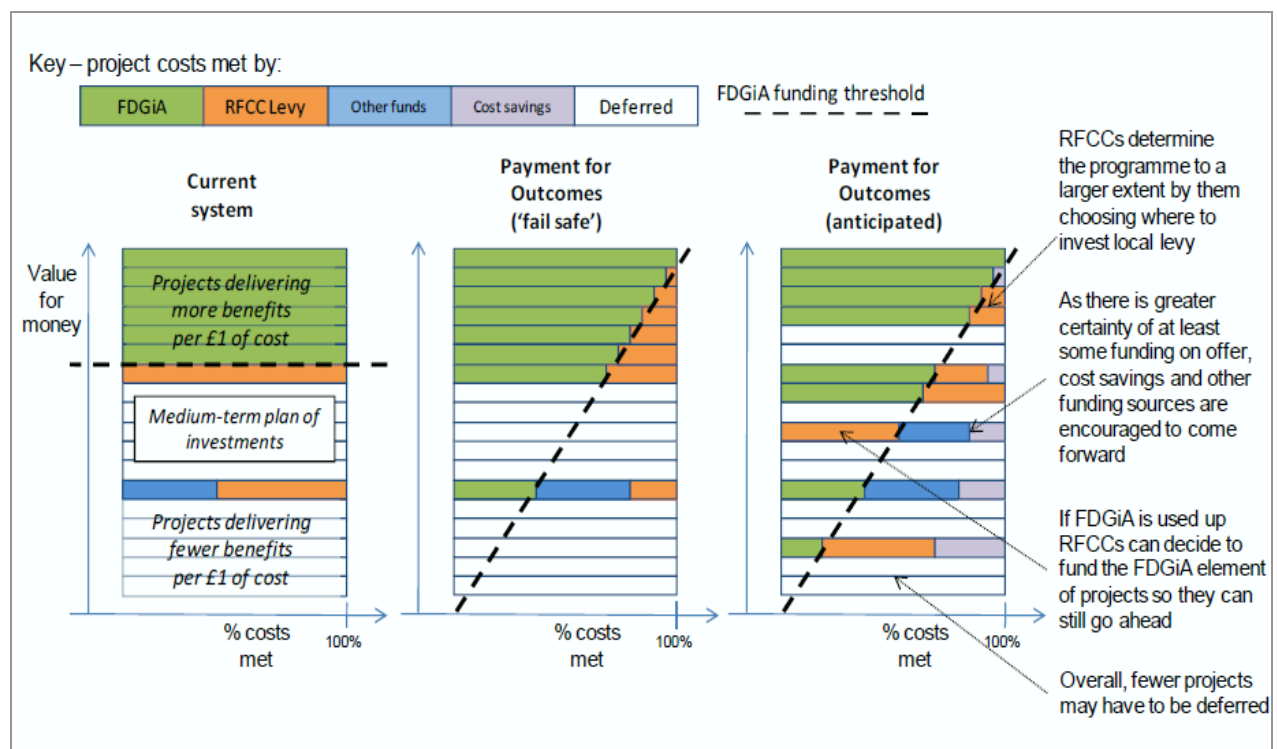 Key – project costs met by:
FDGiA
RFCC Levy
Other funds
Cost savings
Deferred
FDGiA funding threshold
Current
system
Value
for
money
Projects delivering
more benefits
per £1 of cost
Medium-term plan of
investments
Projects delivering
fewer benefits
per £1 of cost
% costs
met
100%
Payment for
Outcomes
('fail safe')
% costs
met
100%
Payment for
Outcomes
(anticipated)
% costs
met
100%
RFCCs determine
the programme to a
larger extent by them
choosing where to
invest local levy
As there is greater
certainty of at least
some funding on offer,
cost savings and other
funding sources are
encouraged to come
forward
If FDGiA is used up
RFCCs can decide to
fund the FDGiA element
of projects so they can
still go ahead
Overall, fewer projects
may have to be deferred